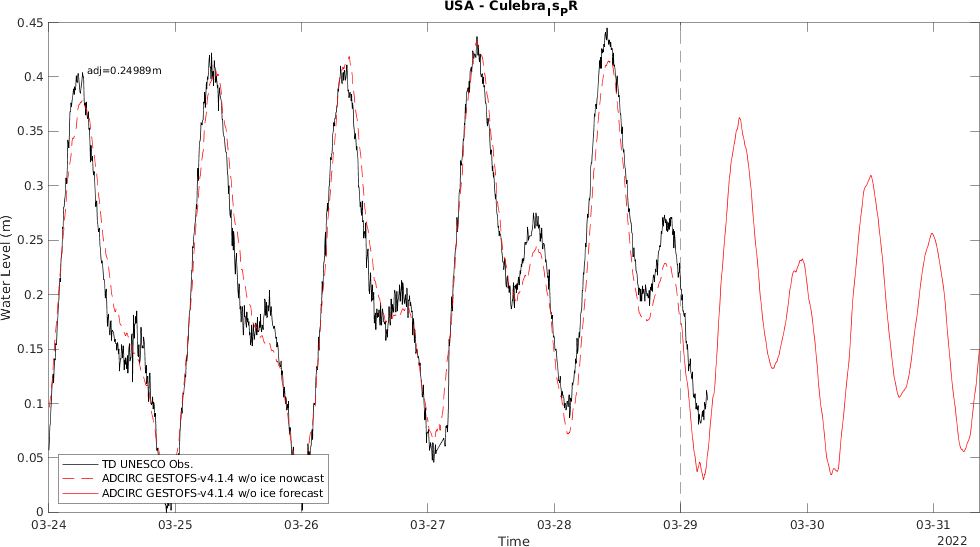 USA - CulebraIsPR
0.45
0.4
0.35
0.3
0.25
0.2
0.15
0.1
0.05
0
Water Level (m)
adj=0.24989m
TD UNESCO Obs.
ADCIRC GESTOFS-v4.1.4 w/o ice nowcast
ADCIRC GESTOFS-v4.1.4 w/o ice forecast
03-24 03-25 03-26 03-27 03-28 03-29 03-30 03-31
Time
2022